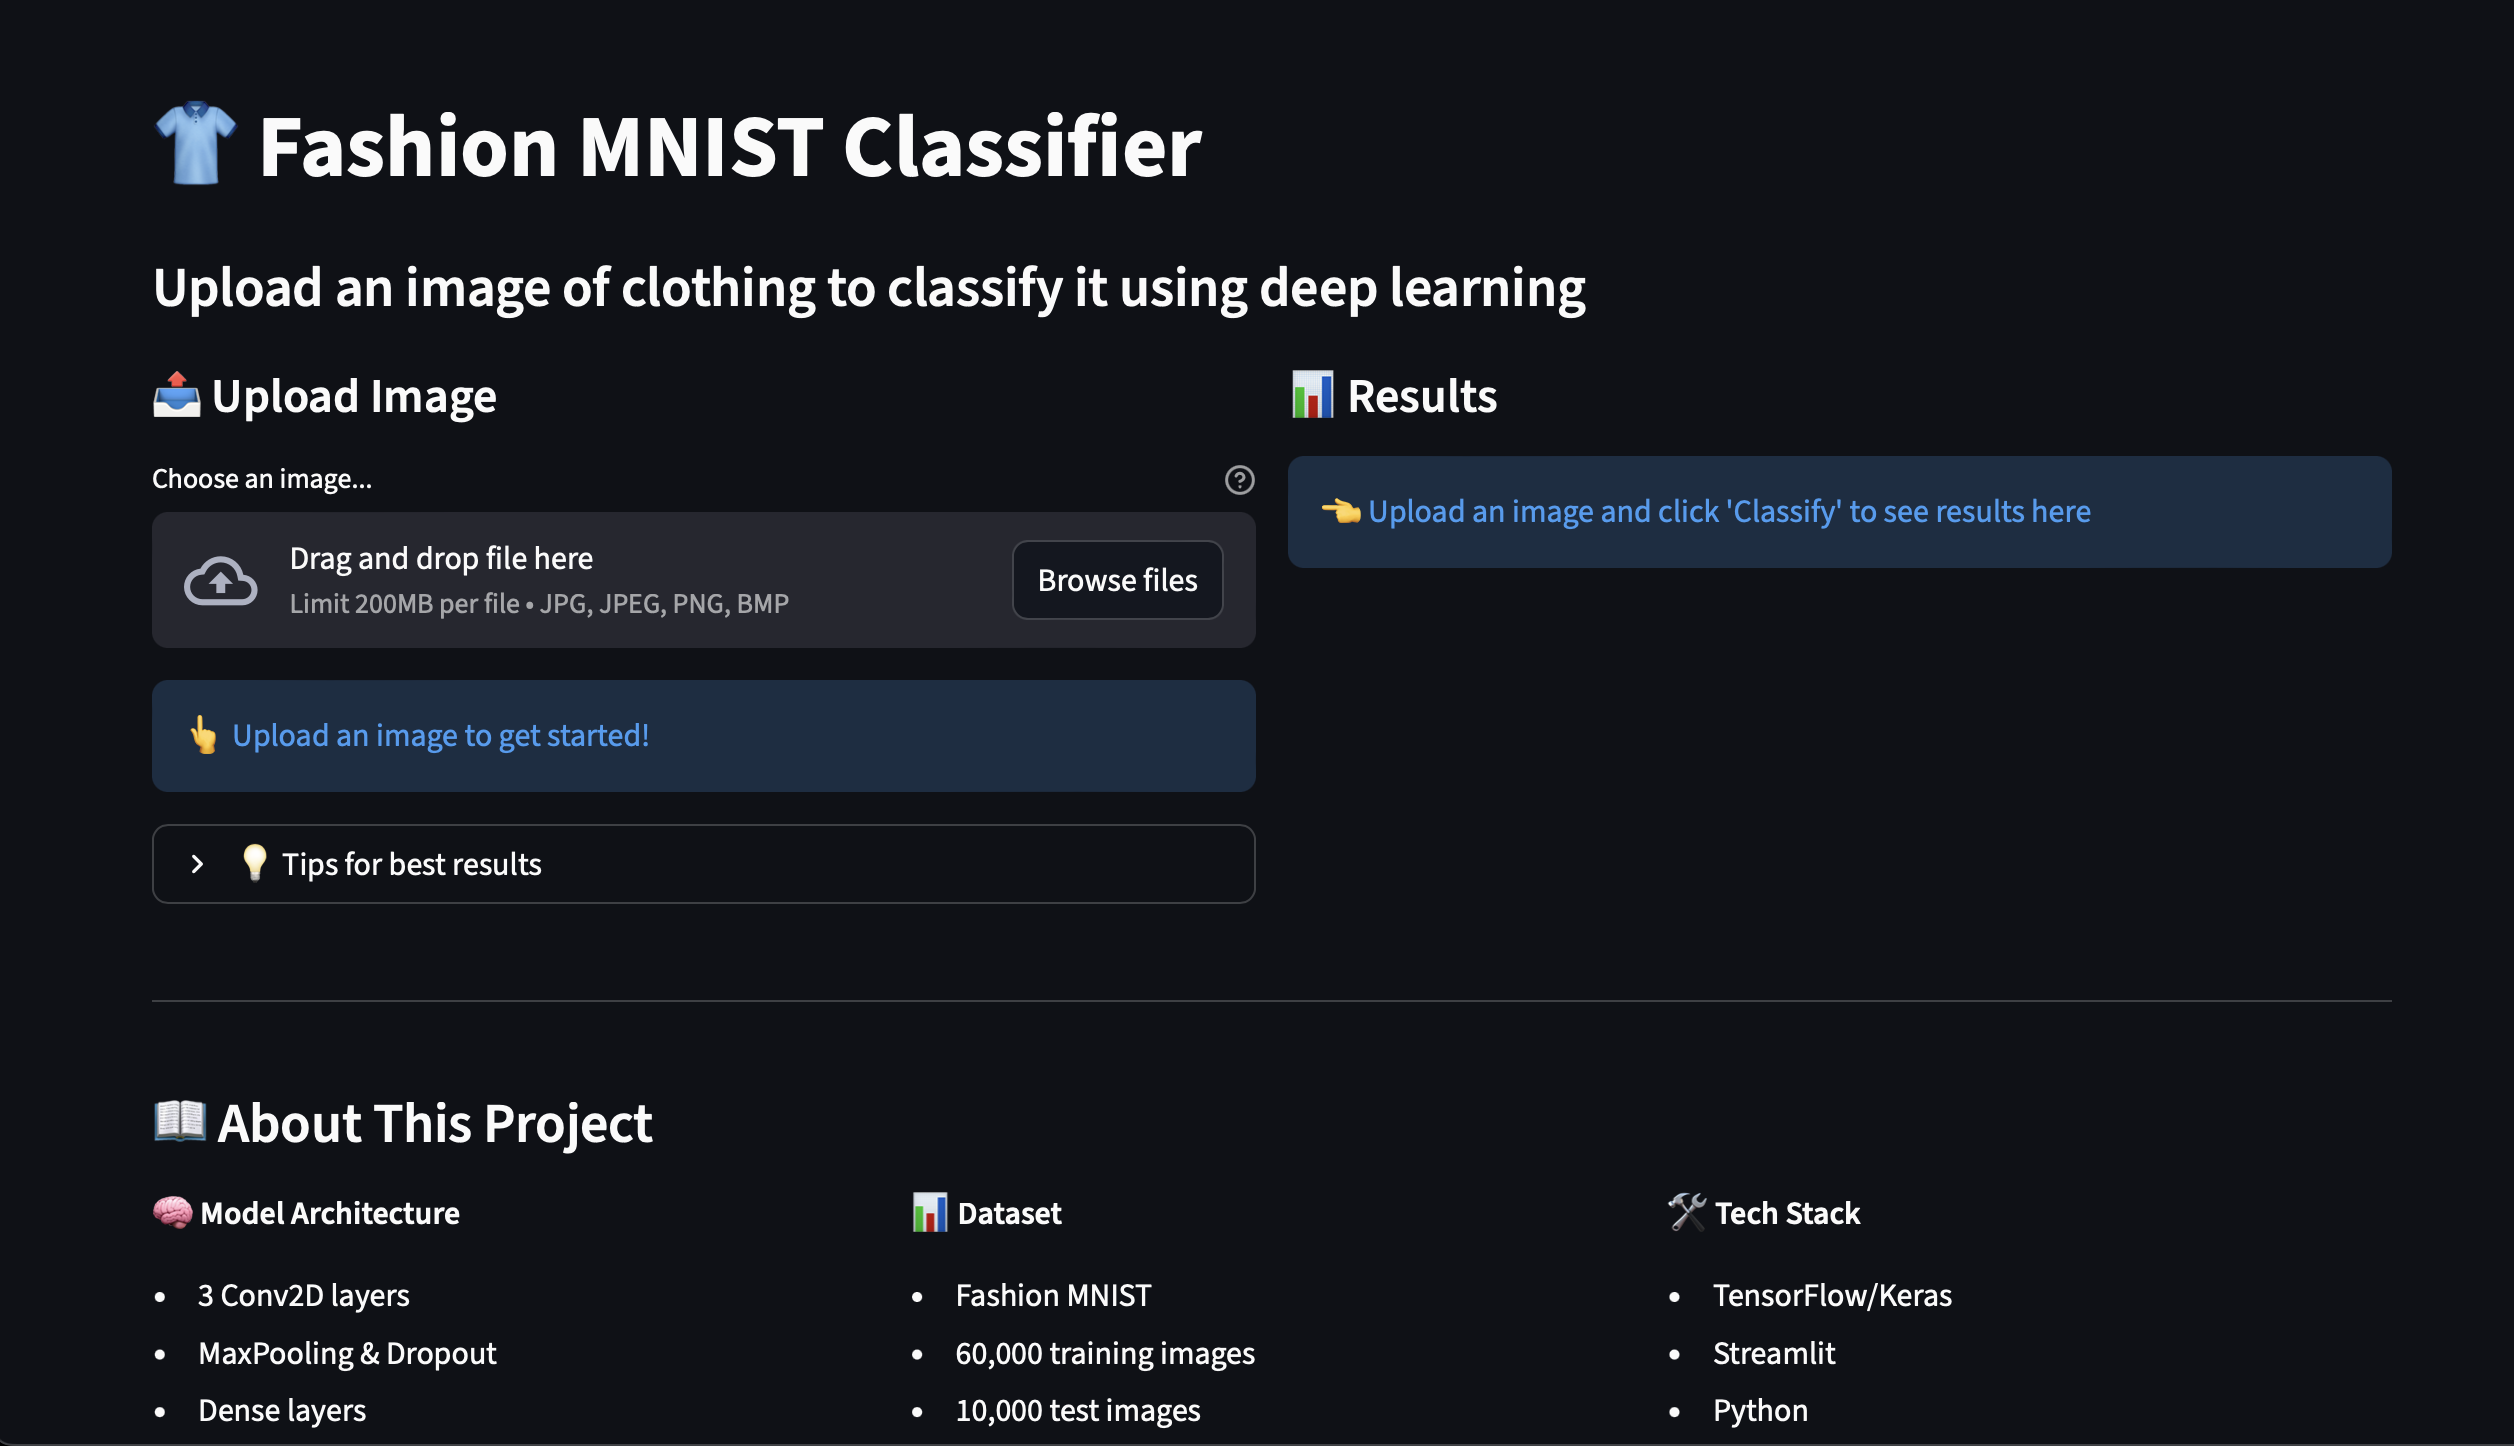 Fashion MNIST Classifier
Upload an image of clothing to classify it using deep learning
Upload Image
Choose an image...
Drag and drop file here
Limit 200MB per file • JPG, JPEG, PNG, BMP
Browse files
Upload an image to get started!
Tips for best results
Results
Upload an image and click 'Classify' to see results here
About This Project
Model Architecture
• 3 Conv2D layers
• MaxPooling & Dropout
• Dense layers
Dataset
• Fashion MNIST
• 60,000 training images
• 10,000 test images
Tech Stack
• TensorFlow/Keras
• Streamlit
• Python